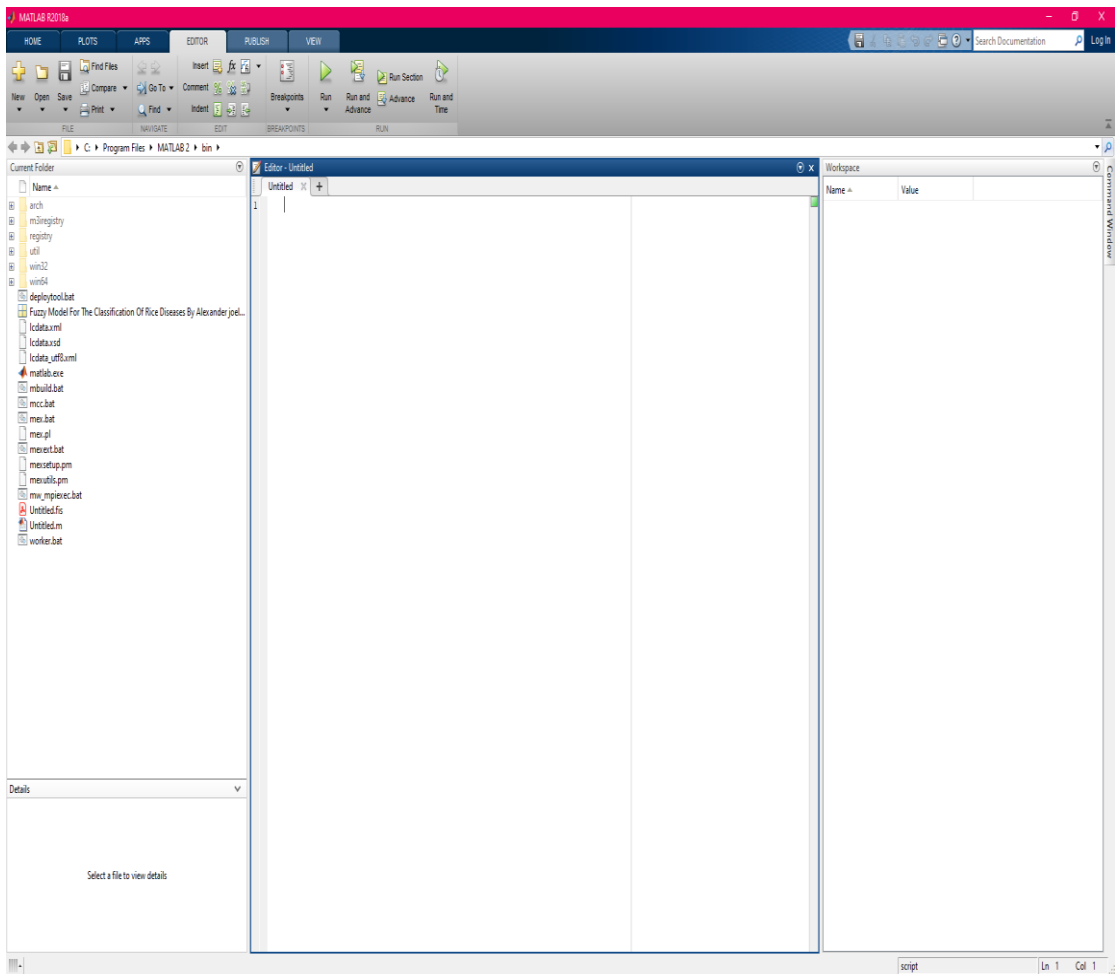 MATLAB R2018a
HOME PLOTS APPS EDITOR PUBLISH VIEW Search Documentation Log In
Find Files Insert fx
Compare Go To Comment Run Section
New Open Save Breakpoints Run Run and Advance Run and
Print Find Indent Advance Time
FILE NAVIGATE EDIT BREAKPOINTS RUN
C: Program Files MATLAB 2 bin
Current Folder
Name
arch
m3iregistry
registry
util
win32
win64
deploytool.bat
Fuzzy Model For The Classification Of Rice Diseases By Alexander joel...
lcdata.xml
lcdata.xsd
lcdata_utf8.xml
matlab.exe
mbuild.bat
mcc.bat
mex.bat
mex.pl
mexext.bat
mexsetup.pm
mexutils.pm
mw_mpiexec.bat
Untitled.fis
Untitled.m
worker.bat
Details
Select a file to view details
Editor - Untitled
Untitled
1
Workspace
Name Value
Command Window
script Ln 1 Col 1